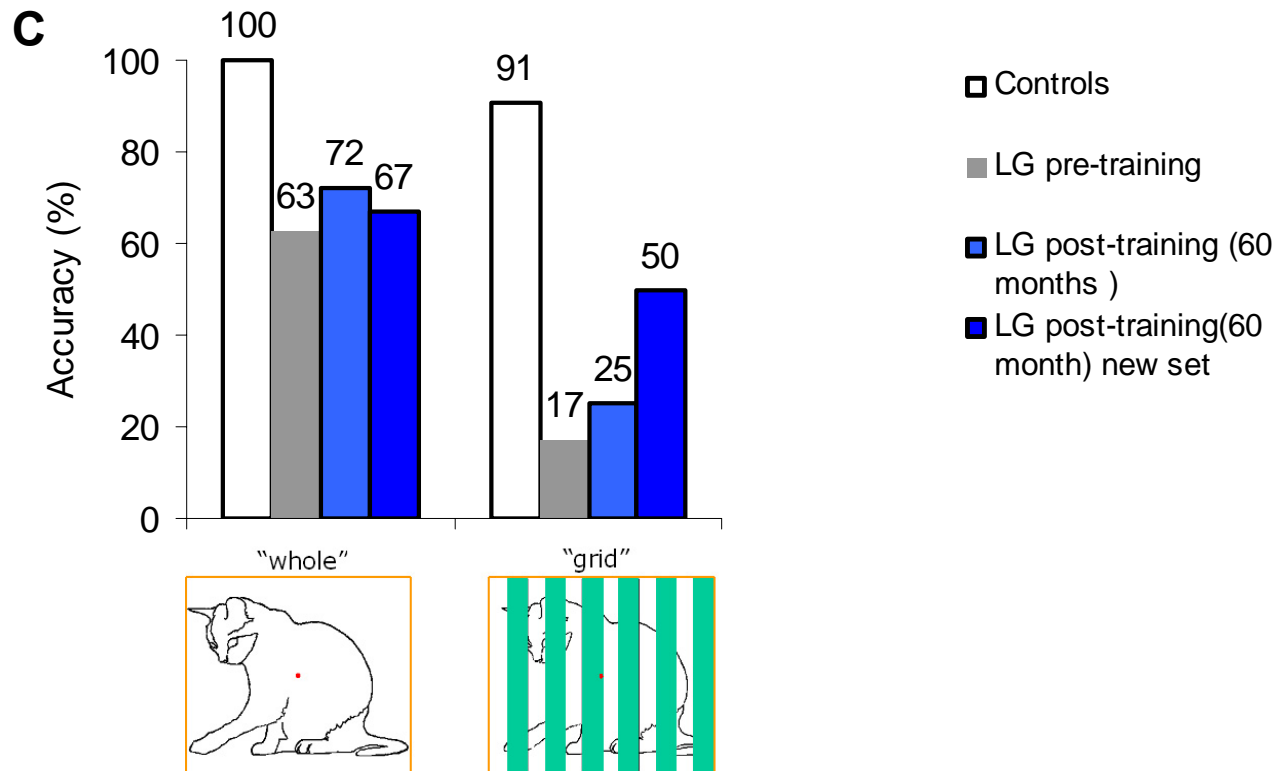 C
100
91
72
67
63
50
25
17
100
80
60
40
20
0
Accuracy (%)
"whole"
"grid"
Controls
LG pre-training
LG post-training (60
months )
LG post-training(60
month) new set